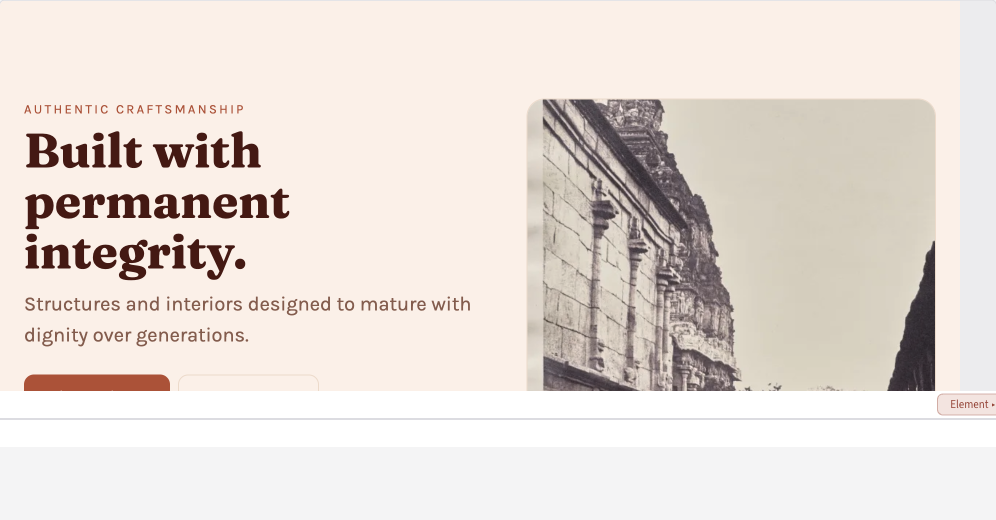 AUTHENTIC CRAFTSMANSHIP
Built with
permanent
integrity.
Structures and interiors designed to mature with
dignity over generations.
Element •